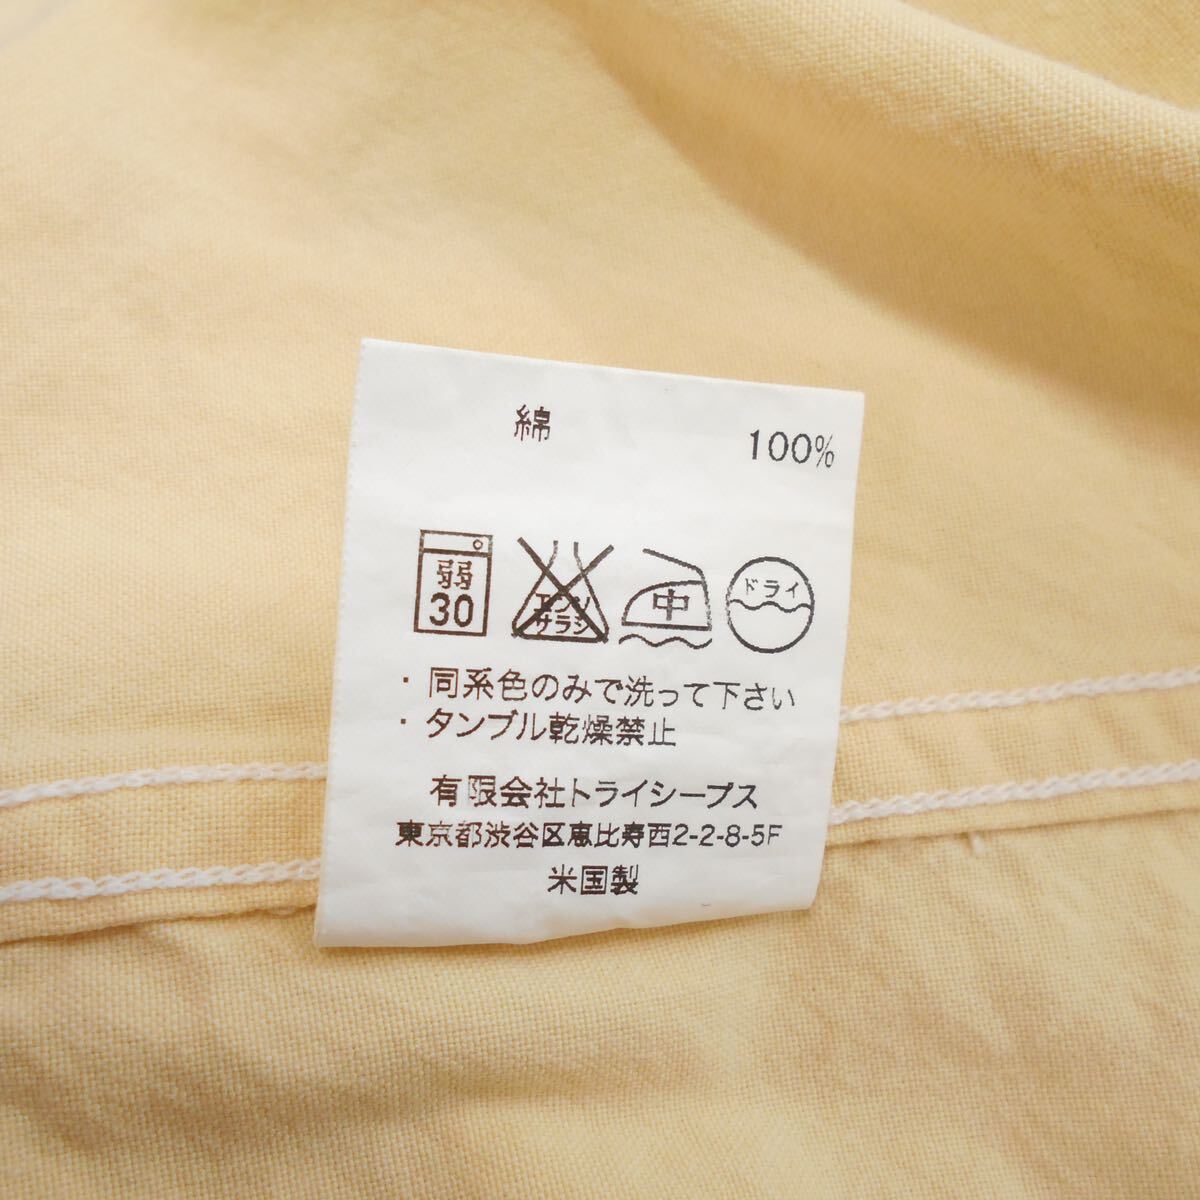 綿 100%
弱 30 エンソサラシ 中 ドライ
・同系色のみで洗って下さい
・タンブル乾燥禁止
有限会社トライシープス
東京都渋谷区恵比寿西2-2-8-5F
米国製